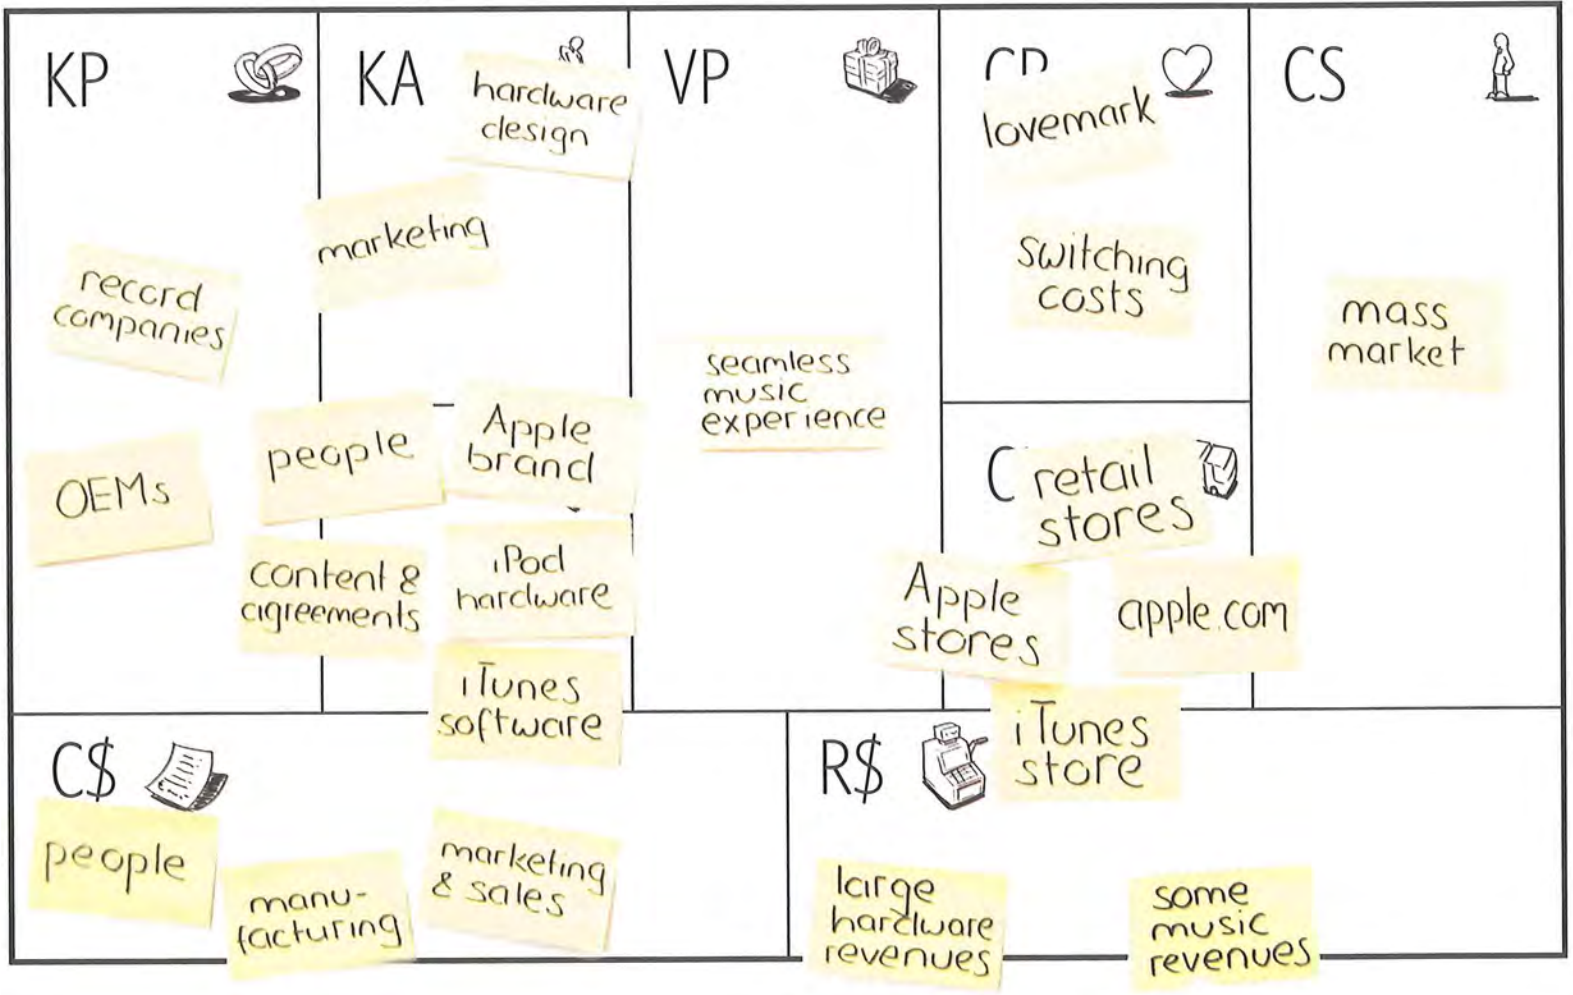 KP
record
companies
OEMs
KA
hardware
design
marketing
people
Apple
brand
content &
agreements
iPod
hardware
iTunes
software
VP
seamless
music
experience
CR
lovemark
switching
costs
C
retail
stores
Apple
stores
apple.com
iTunes
store
CS
mass
market
C$
people
manu-
facturing
marketing
& sales
R$
large
hardware
revenues
some
music
revenues